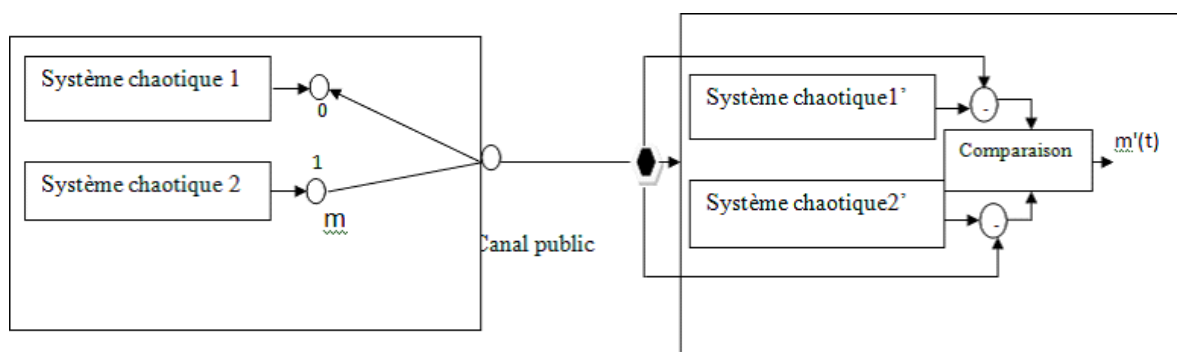 Système chaotique 1
0
1
Système chaotique 2
m
Canal public
Système chaotique1’
-
Comparaison
m'(t)
Système chaotique2’
-